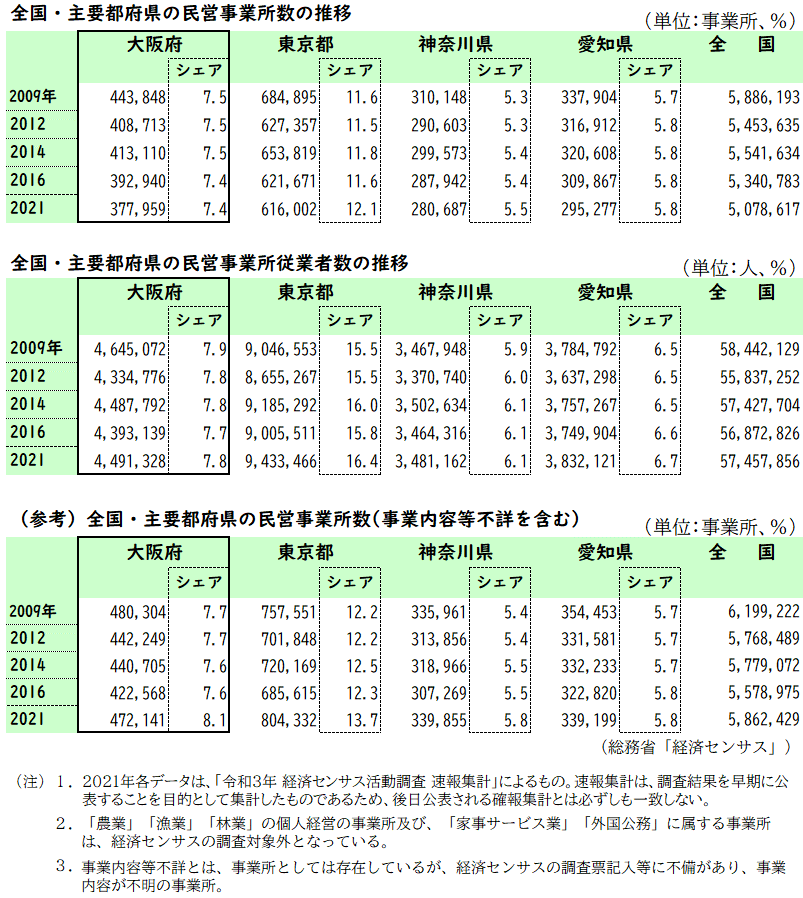 全国・主要都府県の民営事業所数の推移
（単位：事業所、％）
大阪府 東京都 神奈川県 愛知県 全　国
シェア シェア シェア シェア
2009年 443,848 7.5 684,895 11.6 310,148 5.3 337,904 5.7 5,886,193
2012 408,713 7.5 627,357 11.5 290,603 5.3 316,912 5.8 5,453,635
2014 413,110 7.5 653,819 11.8 299,573 5.4 320,608 5.8 5,541,634
2016 392,940 7.4 621,671 11.6 287,942 5.4 309,867 5.8 5,340,783
2021 377,959 7.4 616,002 12.1 280,687 5.5 295,277 5.8 5,078,617
全国・主要都府県の民営事業所従業者数の推移
（単位：人、％）
大阪府 東京都 神奈川県 愛知県 全　国
シェア シェア シェア シェア
2009年 4,645,072 7.9 9,046,553 15.5 3,467,948 5.9 3,784,792 6.5 58,442,129
2012 4,334,776 7.8 8,655,267 15.5 3,370,740 6.0 3,637,298 6.5 55,837,252
2014 4,487,792 7.8 9,185,292 16.0 3,502,634 6.1 3,757,267 6.5 57,427,704
2016 4,393,139 7.7 9,005,511 15.8 3,464,316 6.1 3,749,904 6.6 56,872,826
2021 4,491,328 7.8 9,433,466 16.4 3,481,162 6.1 3,832,121 6.7 57,457,856
（参考）全国・主要都府県の民営事業所数(事業内容等不詳を含む)
（単位：事業所、％）
大阪府 東京都 神奈川県 愛知県 全　国
シェア シェア シェア シェア
2009年 480,304 7.7 757,551 12.2 335,961 5.4 354,453 5.7 6,199,222
2012 442,249 7.7 701,848 12.2 313,856 5.4 331,581 5.7 5,768,489
2014 440,705 7.6 720,169 12.5 318,966 5.5 332,233 5.7 5,779,072
2016 422,568 7.6 685,615 12.3 307,269 5.5 322,820 5.8 5,578,975
2021 472,141 8.1 804,332 13.7 339,855 5.8 339,199 5.8 5,862,429
（総務省「経済センサス」）
（注）１．2021年各データは、「令和３年 経済センサス活動調査 速報集計」によるもの。速報集計は、調査結果を早期に公
表することを目的として集計したものであるため、後日公表される確報集計とは必ずしも一致しない。
２．「農業」「漁業」「林業」の個人経営の事業所及び、「家事サービス業」「外国公務」に属する事業所
は、経済センサスの調査対象外となっている。
３．事業内容等不詳とは、事業所としては存在しているが、経済センサスの調査票記入等に不備があり、事業
内容が不明の事業所。